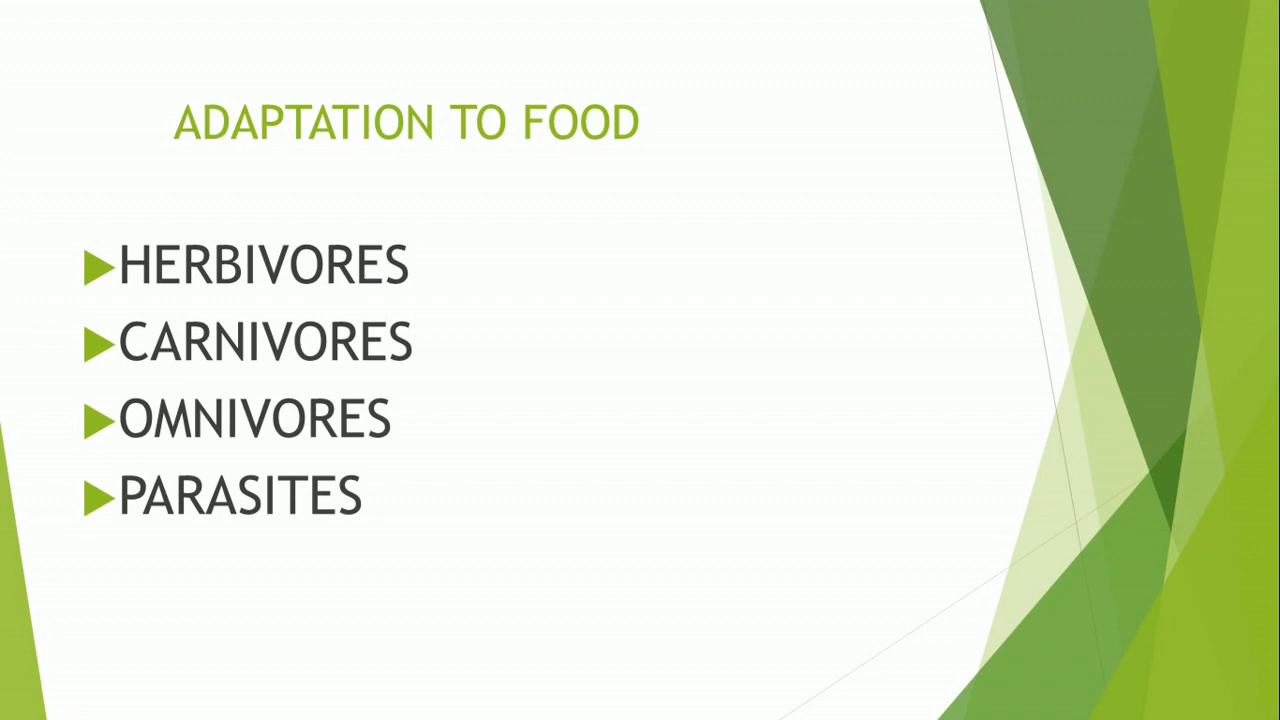 ADAPTATION TO FOOD
HERBIVORES
CARNIVORES
OMNIVORES
PARASITES